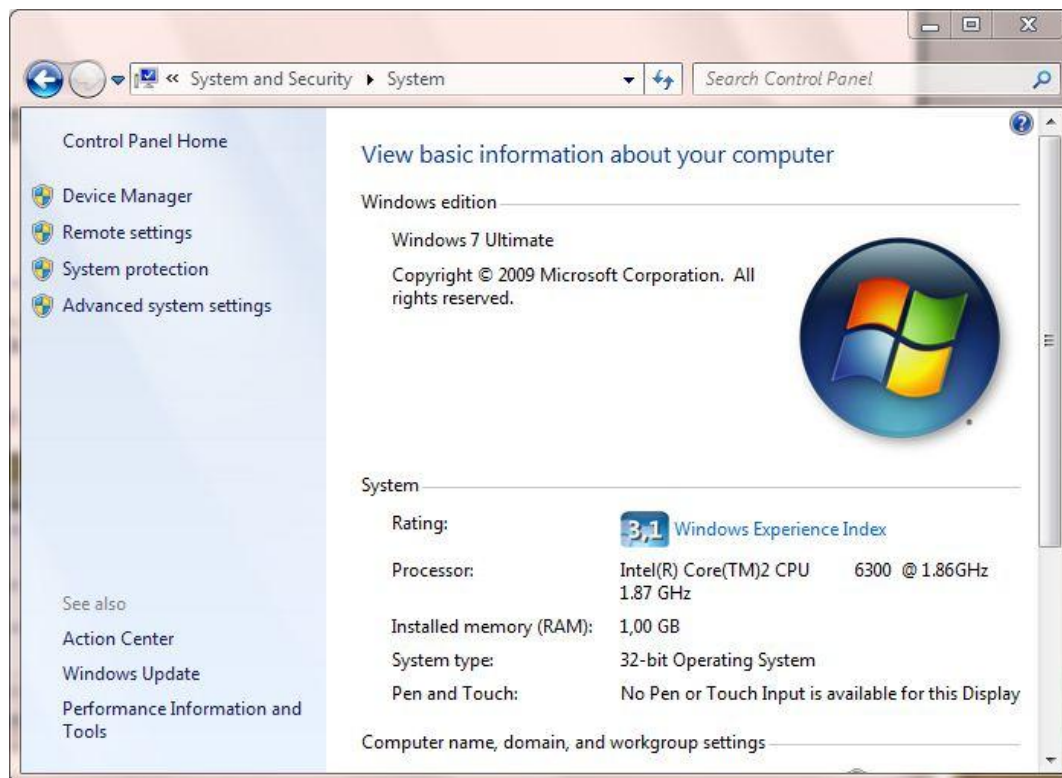 « System and Security ▸ System
Search Control Panel
Control Panel Home
Device Manager
Remote settings
System protection
Advanced system settings
See also
Action Center
Windows Update
Performance Information and
Tools
View basic information about your computer
Windows edition
Windows 7 Ultimate
Copyright © 2009 Microsoft Corporation. All
rights reserved.
System
Rating:
3,1 Windows Experience Index
Processor:
Intel(R) Core(TM)2 CPU 6300 @ 1.86GHz
1.87 GHz
Installed memory (RAM):
1,00 GB
System type:
32-bit Operating System
Pen and Touch:
No Pen or Touch Input is available for this Display
Computer name, domain, and workgroup settings